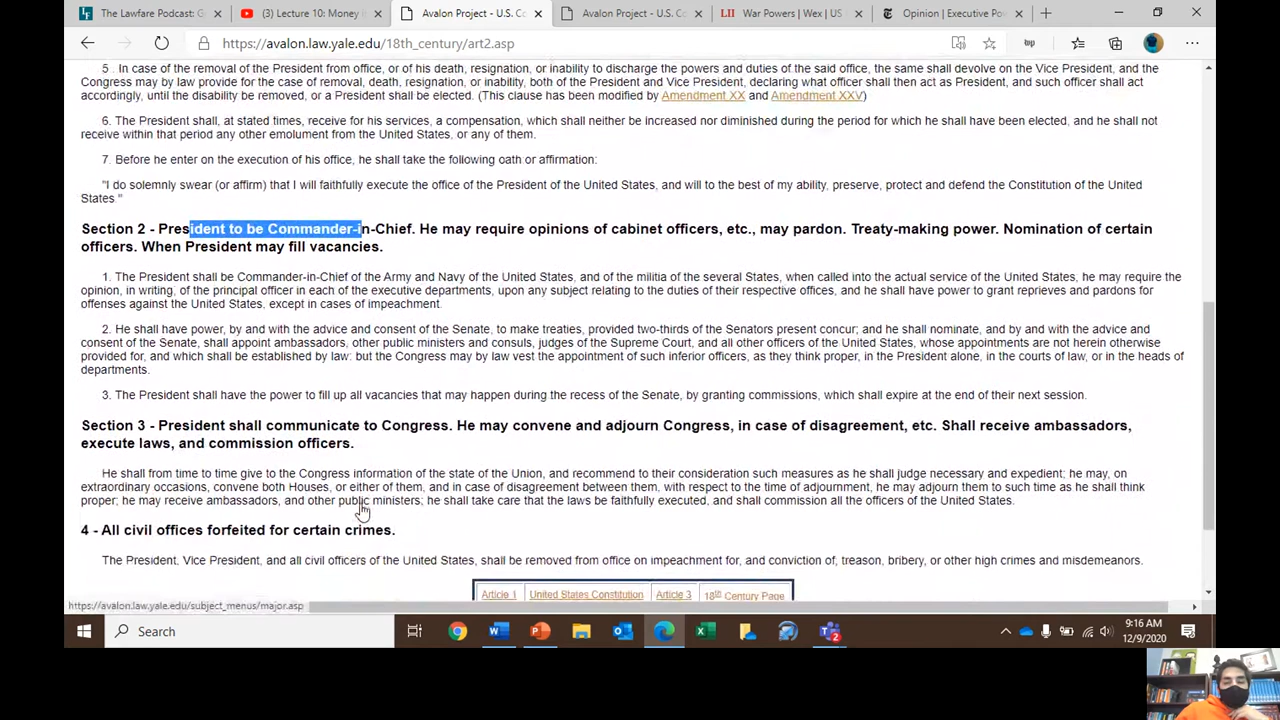 The Lawfare Podcast: G
(3) Lecture 10: Money
Avalon Project - U.S. Co
Avalon Project - U.S. Co
LII War Powers | Wex | US
T Opinion | Executive Po
https://avalon.law.yale.edu/18th_century/art2.asp
5 . In case of the removal of the President from office, or of his death, resignation, or inability to discharge the powers and duties of the said office, the same shall devolve on the Vice President, and the
Congress may by law provide for the case of removal, death, resignation, or inability, both of the President and Vice President, declaring what officer shall then act as President, and such officer shall act
accordingly, until the disability be removed, or a President shall be elected. (This clause has been modified by Amendment XX and Amendment XXV)
6. The President shall, at stated times, receive for his services, a compensation, which shall neither be increased nor diminished during the period for which he shall have been elected, and he shall not
receive within that period any other emolument from the United States, or any of them.
7. Before he enter on the execution of his office, he shall take the following oath or affirmation:
"I do solemnly swear (or affirm) that I will faithfully execute the office of the President of the United States, and will to the best of my ability, preserve, protect and defend the Constitution of the United
States."
Section 2 - President to be Commander-in-Chief. He may require opinions of cabinet officers, etc., may pardon. Treaty-making power. Nomination of certain
officers. When President may fill vacancies.
1. The President shall be Commander-in-Chief of the Army and Navy of the United States, and of the militia of the several States, when called into the actual service of the United States, he may require the
opinion, in writing, of the principal officer in each of the executive departments, upon any subject relating to the duties of their respective offices, and he shall have power to grant reprieves and pardons for
offenses against the United States, except in cases of impeachment.
2. He shall have power, by and with the advice and consent of the Senate, to make treaties, provided two-thirds of the Senators present concur; and he shall nominate, and by and with the advice and
consent of the Senate, shall appoint ambassadors, other public ministers and consuls, judges of the Supreme Court, and all other officers of the United States, whose appointments are not herein otherwise
provided for, and which shall be established by law: but the Congress may by law vest the appointment of such inferior officers, as they think proper, in the President alone, in the courts of law, or in the heads of
departments.
3. The President shall have the power to fill up all vacancies that may happen during the recess of the Senate, by granting commissions, which shall expire at the end of their next session.
Section 3 - President shall communicate to Congress. He may convene and adjourn Congress, in case of disagreement, etc. Shall receive ambassadors,
execute laws, and commission officers.
He shall from time to time give to the Congress information of the state of the Union, and recommend to their consideration such measures as he shall judge necessary and expedient; he may, on
extraordinary occasions, convene both Houses, or either of them, and in case of disagreement between them, with respect to the time of adjournment, he may adjourn them to such time as he shall think
proper; he may receive ambassadors, and other public ministers; he shall take care that the laws be faithfully executed, and shall commission all the officers of the United States.
4 - All civil offices forfeited for certain crimes.
The President, Vice President, and all civil officers of the United States, shall be removed from office on impeachment for, and conviction of, treason, bribery, or other high crimes and misdemeanors.
Article 1
United States Constitution
Article 3
18th Century Page
https://avalon.law.yale.edu/subject_menus/major.asp
Search
9:16 AM
12/9/2020